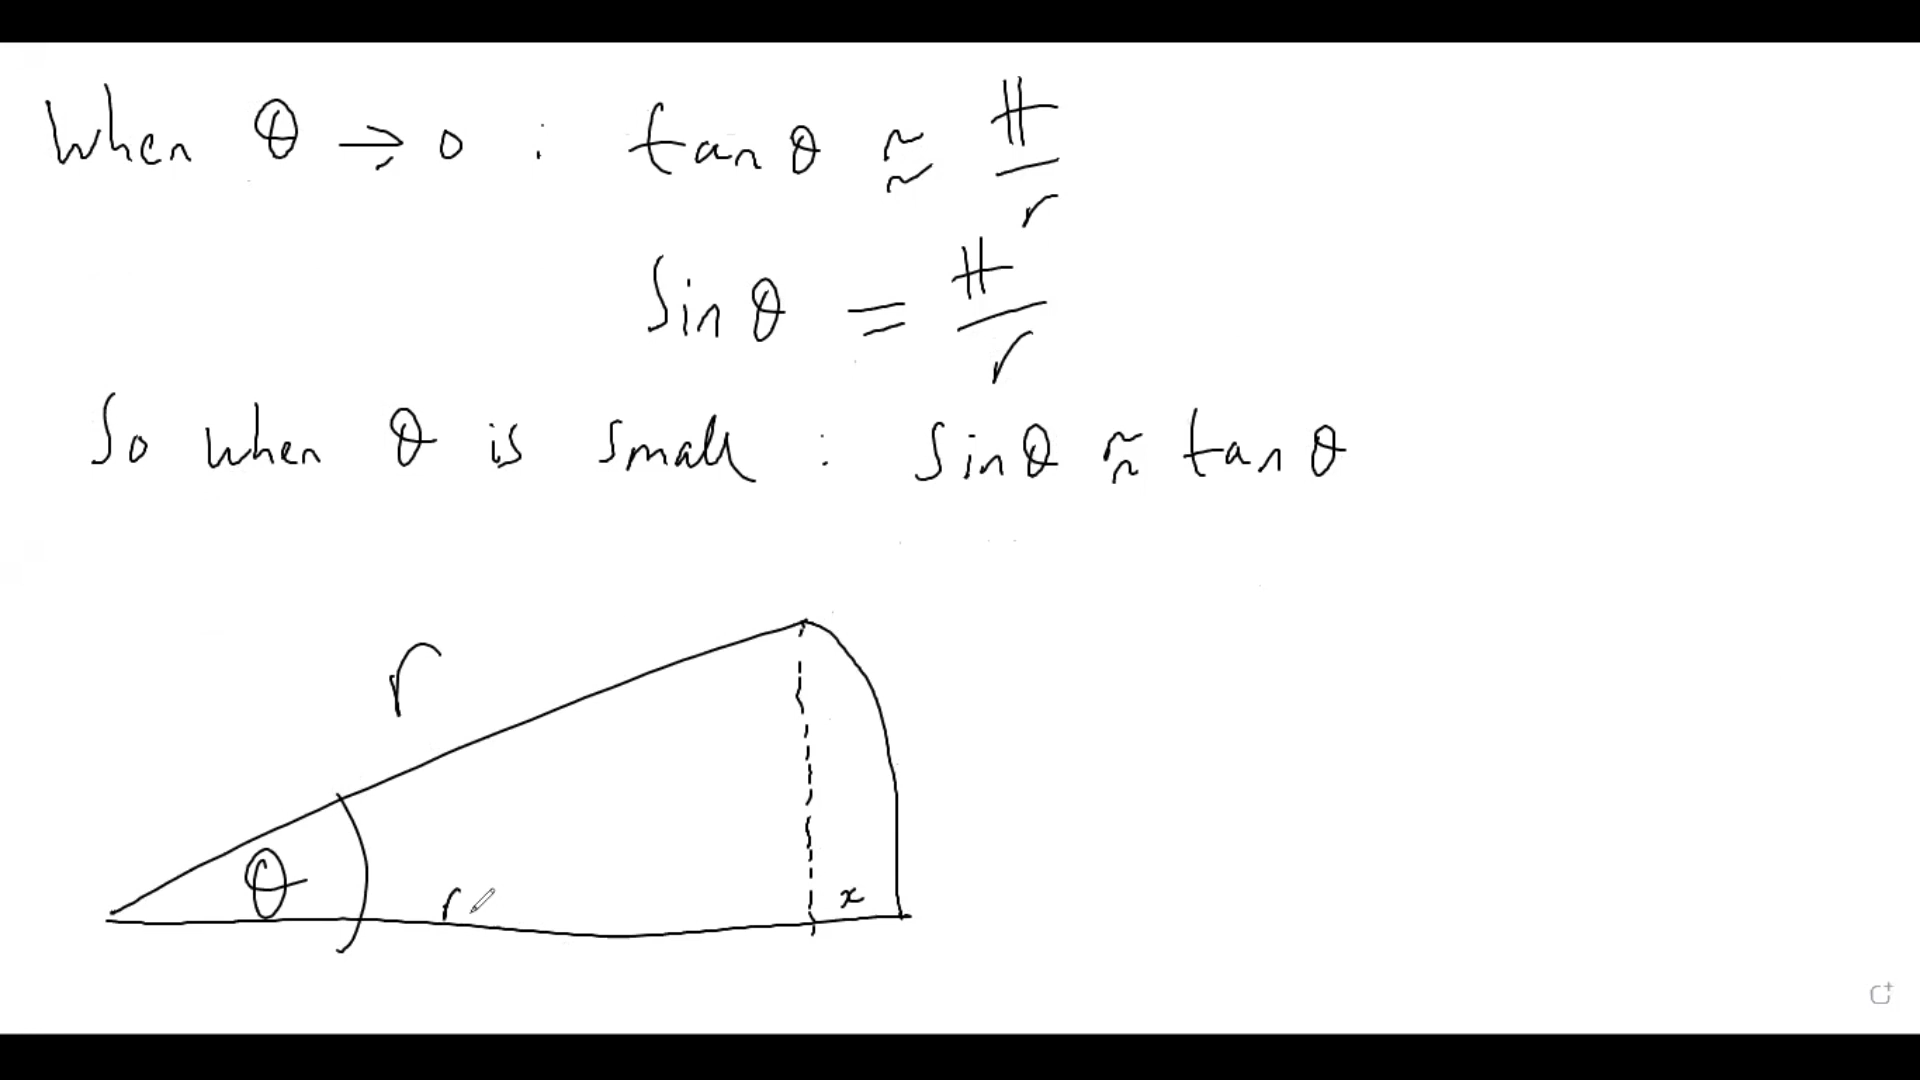 When θ → 0 : tan θ ≈ H/r
sin θ = H/r
So when θ is small : sin θ ≈ tan θ
r
θ
r
x